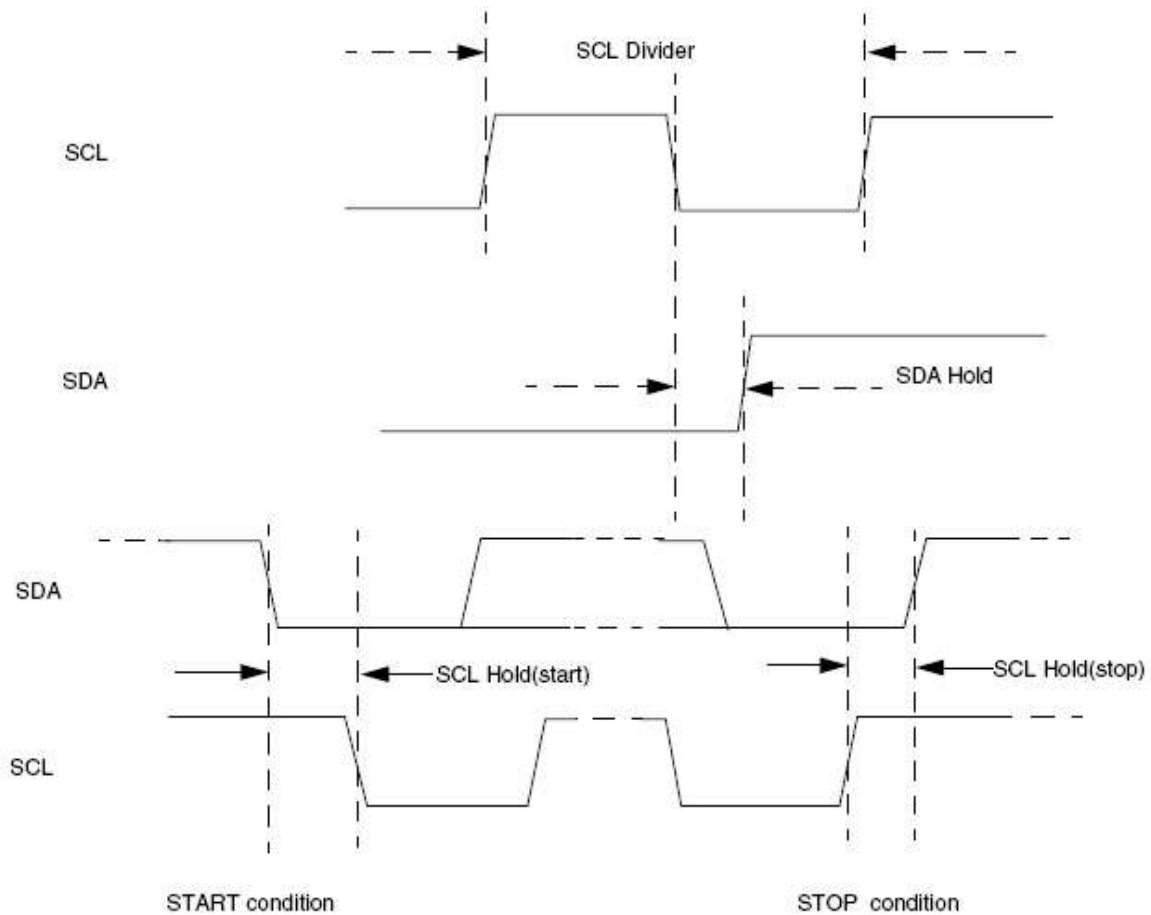 SCL Divider
SCL
SDA
SDA Hold
SDA
SCL Hold(start)
SCL Hold(stop)
SCL
START condition
STOP condition